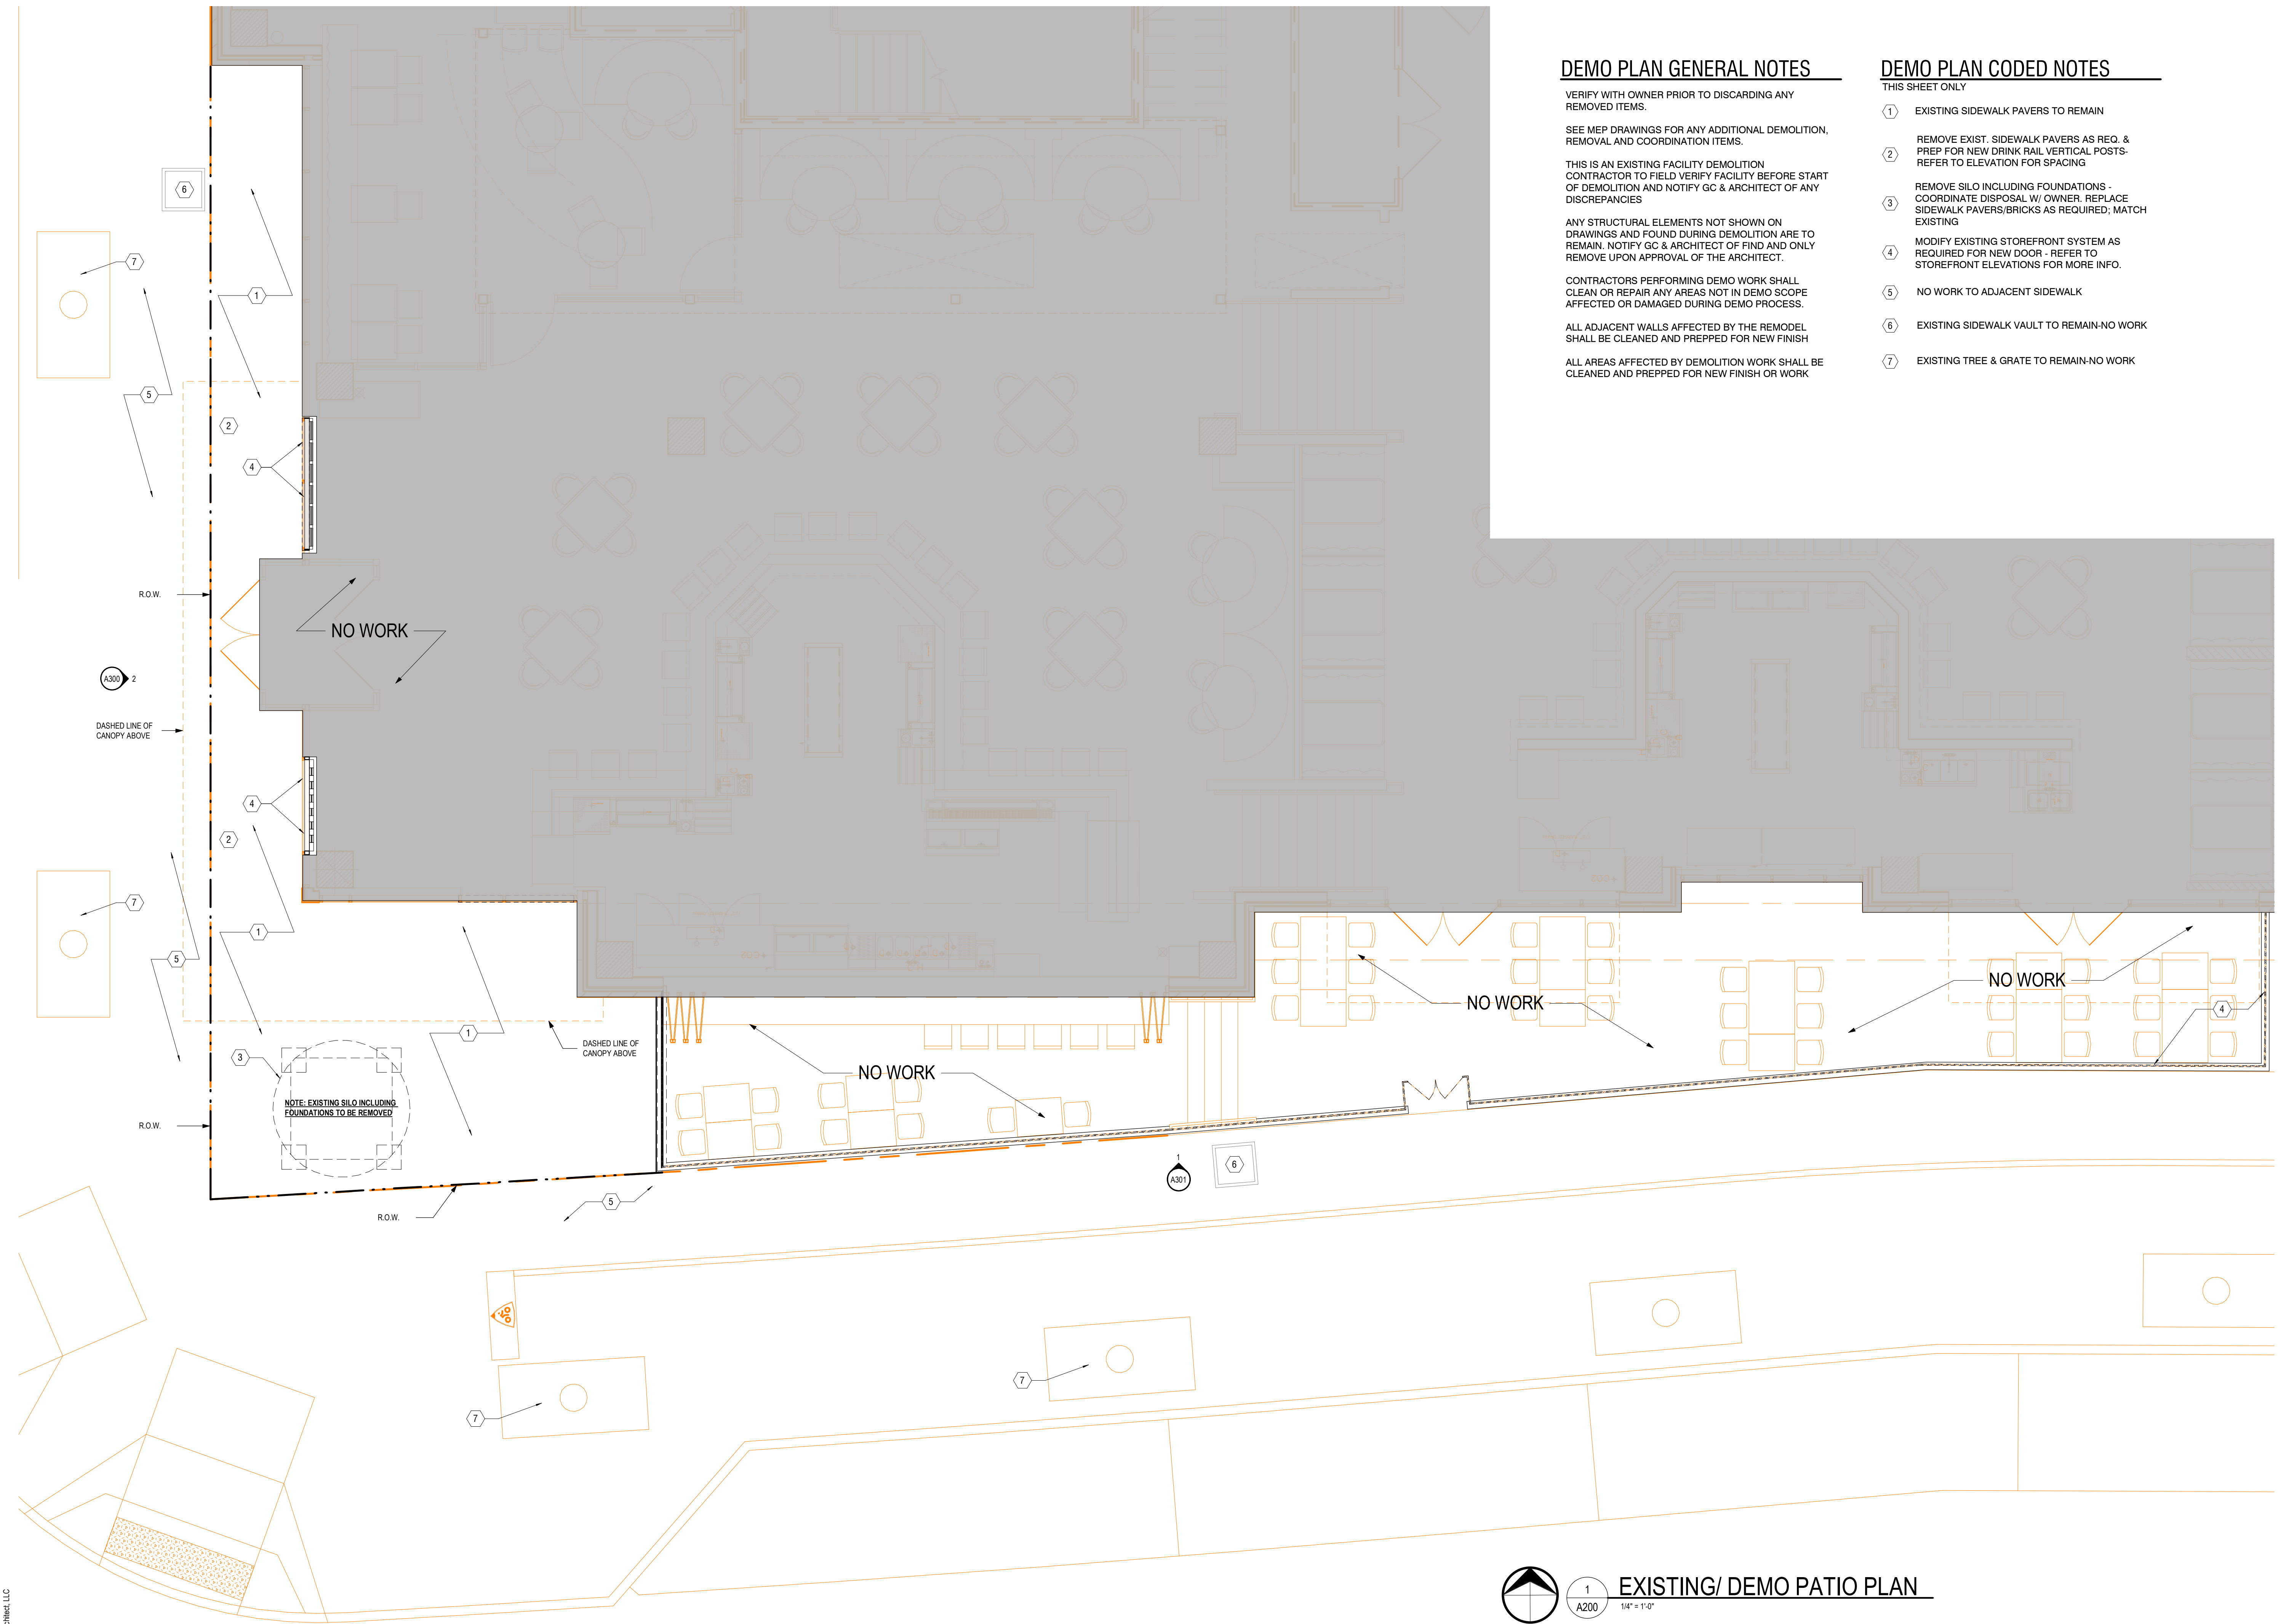 DEMO PLAN GENERAL NOTES
VERIFY WITH OWNER PRIOR TO DISCARDING ANY
REMOVED ITEMS.
SEE MEP DRAWINGS FOR ANY ADDITIONAL DEMOLITION,
REMOVAL AND COORDINATION ITEMS.
THIS IS AN EXISTING FACILITY DEMOLITION
CONTRACTOR TO FIELD VERIFY FACILITY BEFORE START
OF DEMOLITION AND NOTIFY GC & ARCHITECT OF ANY
DISCREPANCIES
ANY STRUCTURAL ELEMENTS NOT SHOWN ON
DRAWINGS AND FOUND DURING DEMOLITION ARE TO
REMAIN. NOTIFY GC & ARCHITECT OF FIND AND ONLY
REMOVE UPON APPROVAL OF THE ARCHITECT.
CONTRACTORS PERFORMING DEMO WORK SHALL
CLEAN OR REPAIR ANY AREAS NOT IN DEMO SCOPE
AFFECTED OR DAMAGED DURING DEMO PROCESS.
ALL ADJACENT WALLS AFFECTED BY THE REMODEL
SHALL BE CLEANED AND PREPPED FOR NEW FINISH
ALL AREAS AFFECTED BY DEMOLITION WORK SHALL BE
CLEANED AND PREPPED FOR NEW FINISH OR WORK
DEMO PLAN CODED NOTES
THIS SHEET ONLY
1 EXISTING SIDEWALK PAVERS TO REMAIN
REMOVE EXIST. SIDEWALK PAVERS AS REQ. &
2 PREP FOR NEW DRINK RAIL VERTICAL POSTS-
REFER TO ELEVATION FOR SPACING
REMOVE SILO INCLUDING FOUNDATIONS -
3 COORDINATE DISPOSAL W/ OWNER. REPLACE
SIDEWALK PAVERS/BRICKS AS REQUIRED; MATCH
EXISTING
MODIFY EXISTING STOREFRONT SYSTEM AS
4 REQUIRED FOR NEW DOOR - REFER TO
STOREFRONT ELEVATIONS FOR MORE INFO.
5 NO WORK TO ADJACENT SIDEWALK
6 EXISTING SIDEWALK VAULT TO REMAIN-NO WORK
7 EXISTING TREE & GRATE TO REMAIN-NO WORK
6
7
1
5
2
4
R.O.W.
NO WORK
A300 2
DASHED LINE OF
CANOPY ABOVE
4
2
7
1
5
NO WORK
NO WORK
4
1
3
DASHED LINE OF
CANOPY ABOVE
NO WORK
NOTE: EXISTING SILO INCLUDING
FOUNDATIONS TO BE REMOVED
R.O.W.
1
A301
6
5
R.O.W.
7
7
1
A200
EXISTING/ DEMO PATIO PLAN
1/4" = 1'-0"